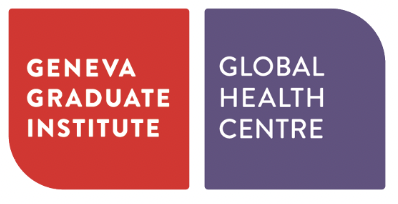 GENEVA
GRADUATE
INSTITUTE
GLOBAL
HEALTH
CENTRE